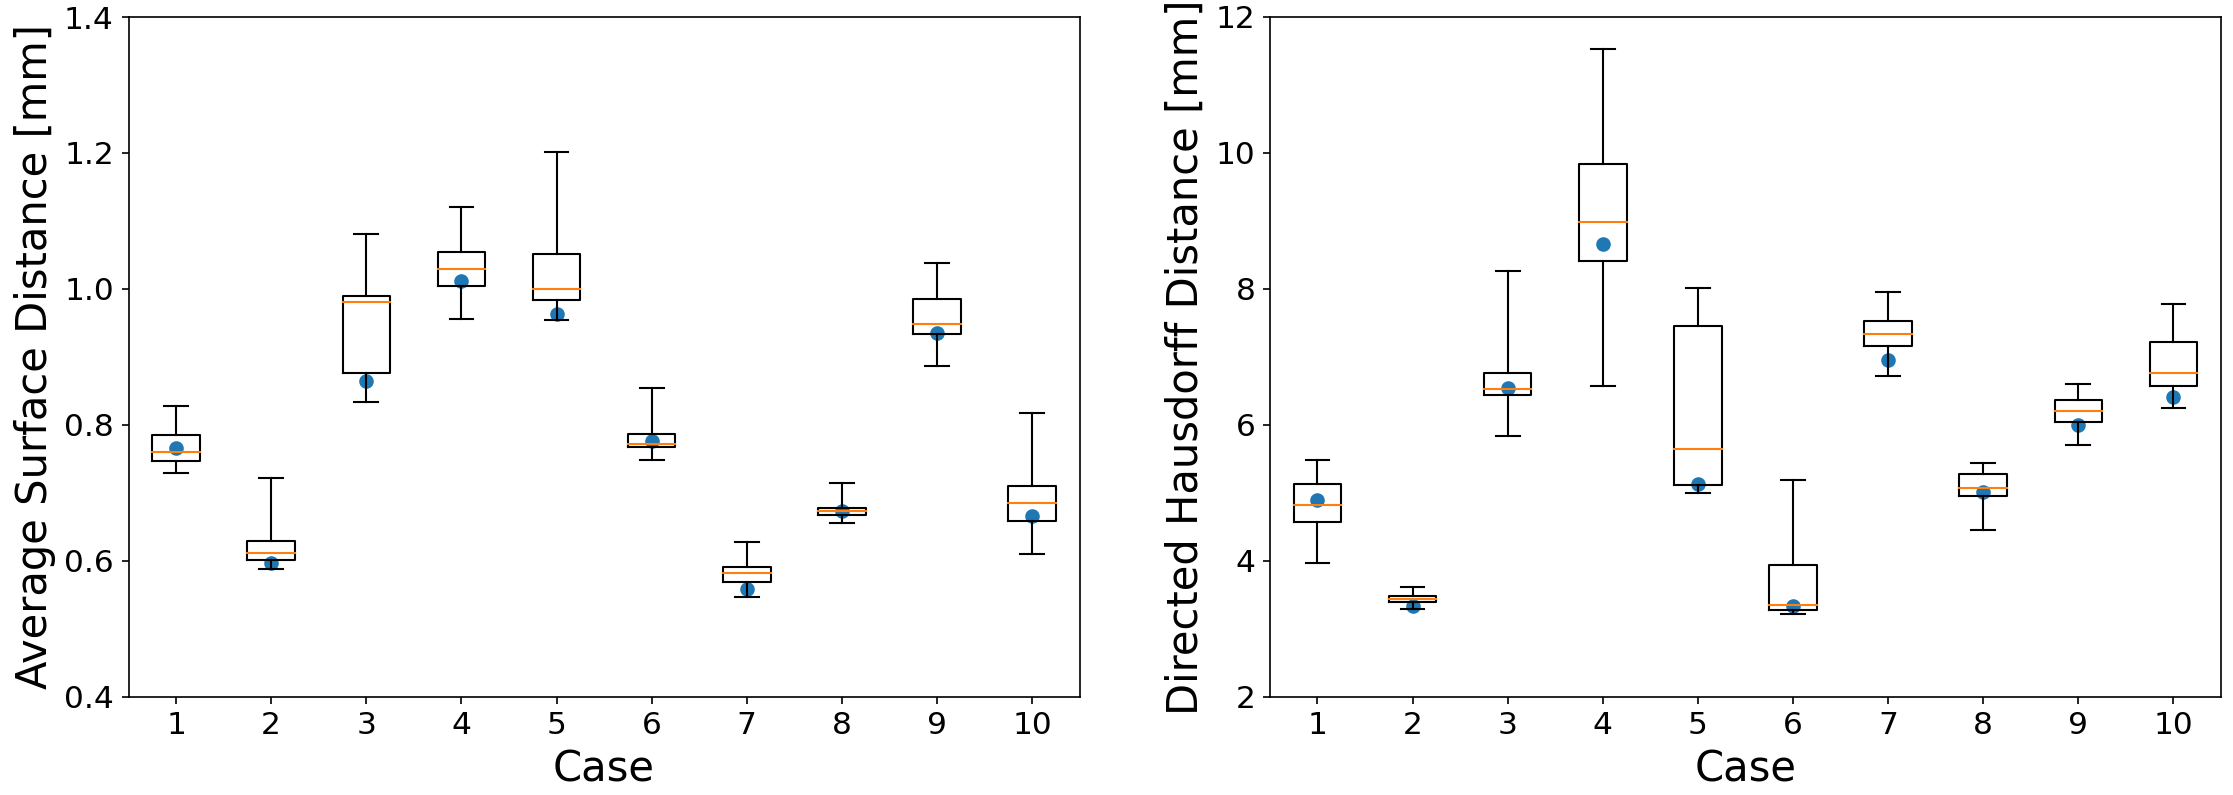 Average Surface Distance [mm]
1.4
1.2
1.0
0.8
0.6
0.4
1 2 3 4 5 6 7 8 9 10
Case
Directed Hausdorff Distance [mm]
12
10
8
6
4
2
1 2 3 4 5 6 7 8 9 10
Case